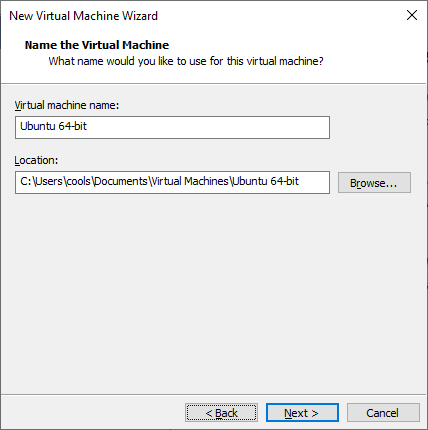 New Virtual Machine Wizard
Name the Virtual Machine
What name would you like to use for this virtual machine?
Virtual machine name:
Ubuntu 64-bit
Location:
C:\Users\cools\Documents\Virtual Machines\Ubuntu 64-bit
Browse...
< Back
Next >
Cancel